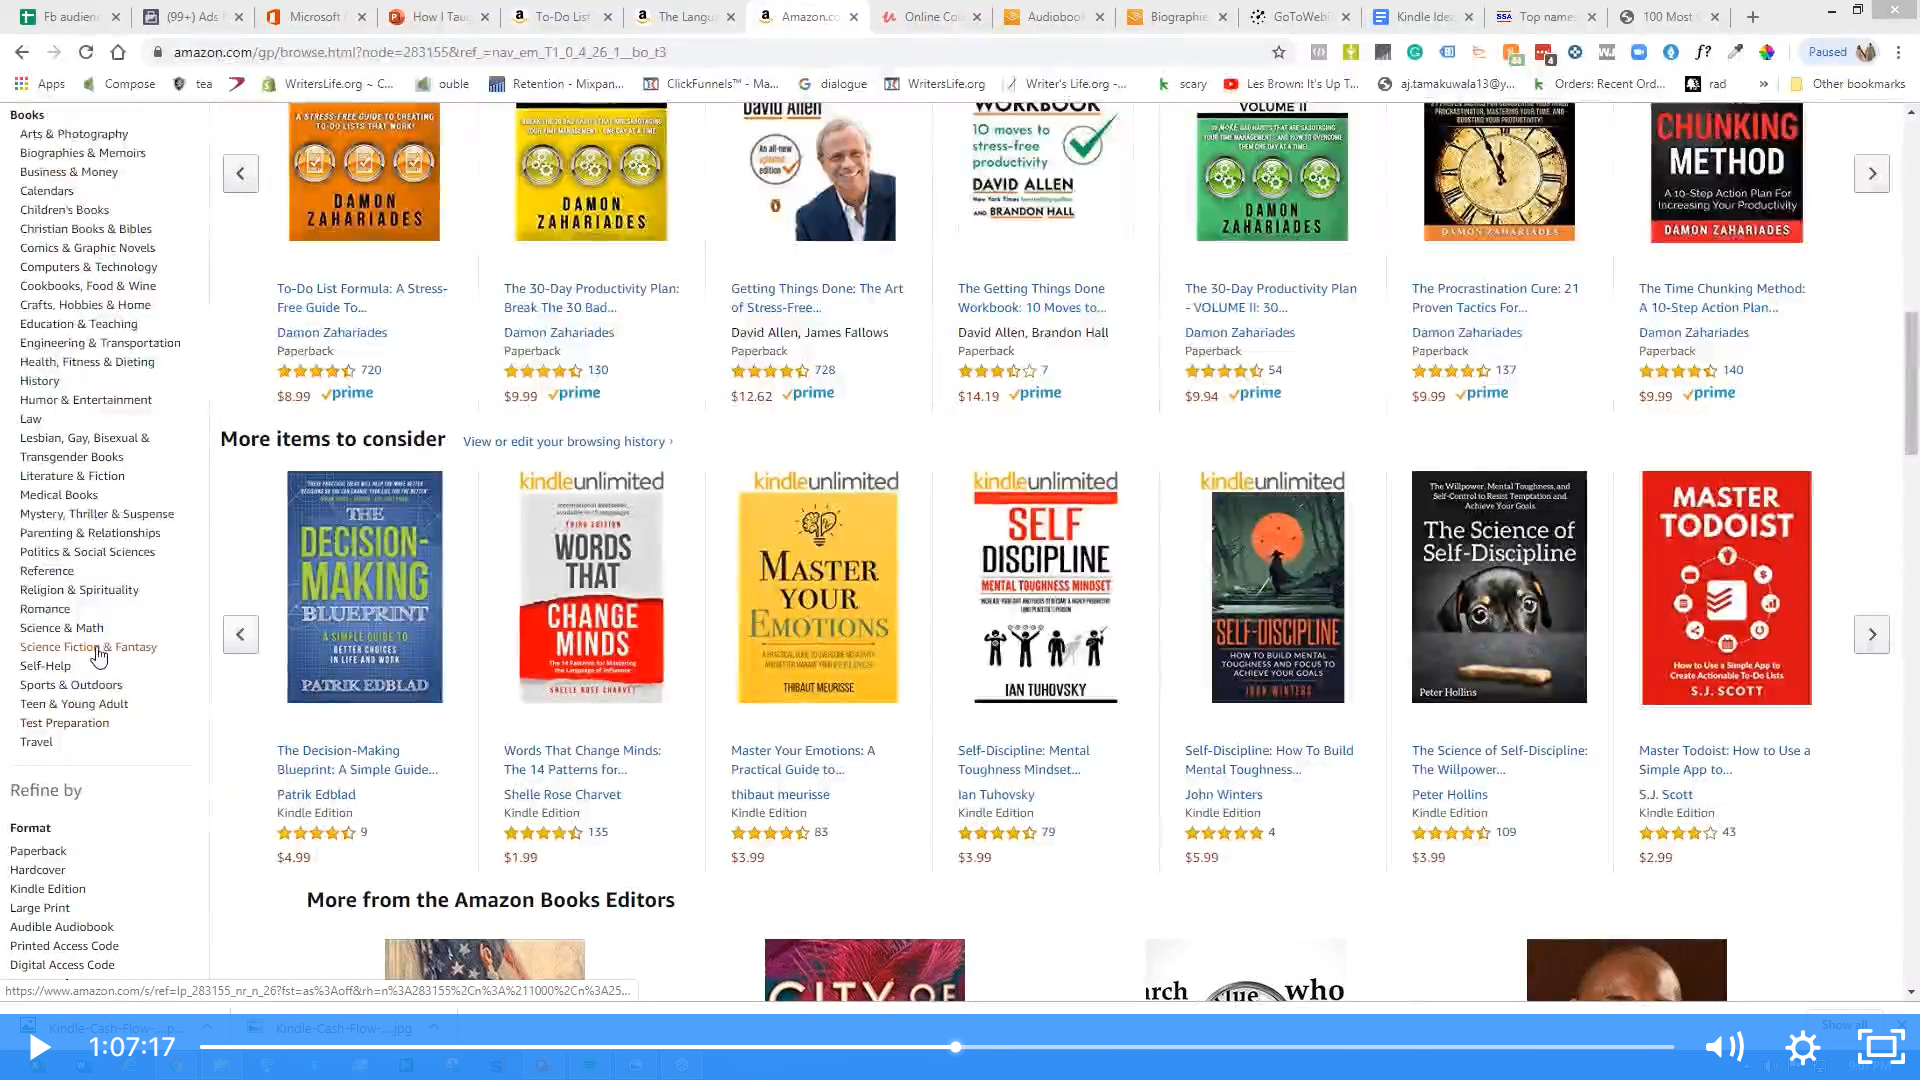 Fb audien
(99+) Ads
Microsoft
How I Taug
To-Do List
The Langu
Amazon.co
Online Cou
Audiobook
Biographie
GoToWebi
Kindle Idea
Top name
100 Most
amazon.com/gp/browse.html?node=283155&ref_=nav_em_T1_0_4_26_1__bo_t3
Paused
Apps
Compose
tea
WritersLife.org ~ C...
ouble
Retention - Mixpan...
ClickFunnels™ - Ma...
dialogue
WritersLife.org
Writer's Life.org -...
scary
Les Brown: It's Up T...
aj.tamakuwala13@y...
Orders: Recent Ord...
rad
»
Other bookmarks
Books
Arts & Photography
Biographies & Memoirs
Business & Money
Calendars
Children's Books
Christian Books & Bibles
Comics & Graphic Novels
Computers & Technology
Cookbooks, Food & Wine
Crafts, Hobbies & Home
Education & Teaching
Engineering & Transportation
Health, Fitness & Dieting
History
Humor & Entertainment
Law
Lesbian, Gay, Bisexual &
Transgender Books
Literature & Fiction
Medical Books
Mystery, Thriller & Suspense
Parenting & Relationships
Politics & Social Sciences
Reference
Religion & Spirituality
Romance
Science & Math
Science Fiction & Fantasy
Self-Help
Sports & Outdoors
Teen & Young Adult
Test Preparation
Travel
Refine by
Format
Paperback
Hardcover
Kindle Edition
Large Print
Audible Audiobook
Printed Access Code
Digital Access Code
A STRESS-FREE GUIDE TO CREATING
TO-DO LISTS THAT WORK!
DAMON
ZAHARIADES
DAMON
ZAHARIADES
David Allen
An all-new
updated
edition
WORKBOOK
10 moves to
stress-free
productivity
DAVID ALLEN
AND BRANDON HALL
VOLUME II
DAMON
ZAHARIADES
DAMON ZAHARIADES
CHUNKING
METHOD
A 10-Step Action Plan For
Increasing Your Productivity
DAMON ZAHARIADES
To-Do List Formula: A Stress-
Free Guide To...
Damon Zahariades
Paperback
720
$8.99 prime
The 30-Day Productivity Plan:
Break The 30 Bad...
Damon Zahariades
Paperback
130
$9.99 prime
Getting Things Done: The Art
of Stress-Free...
David Allen, James Fallows
Paperback
728
$12.62 prime
The Getting Things Done
Workbook: 10 Moves to...
David Allen, Brandon Hall
Paperback
7
$14.19 prime
The 30-Day Productivity Plan
- VOLUME II: 30...
Damon Zahariades
Paperback
54
$9.94 prime
The Procrastination Cure: 21
Proven Tactics For...
Damon Zahariades
Paperback
137
$9.99 prime
The Time Chunking Method:
A 10-Step Action Plan...
Damon Zahariades
Paperback
140
$9.99 prime
More items to consider
View or edit your browsing history ›
THE
DECISION-
MAKING
BLUEPRINT
A SIMPLE GUIDE TO
BETTER CHOICES
IN LIFE AND WORK
PATRIK EDBLAD
kindleunlimited
THIRD EDITION
WORDS
THAT
CHANGE
MINDS
The 14 Patterns for Mastering
the Language of Influence
SHELLE ROSE CHARVET
kindleunlimited
MASTER
YOUR
EMOTIONS
THIBAUT MEURISSE
kindleunlimited
SELF
DISCIPLINE
MENTAL TOUGHNESS MINDSET
IAN TUHOVSKY
kindleunlimited
SELF-DISCIPLINE
HOW TO BUILD MENTAL
TOUGHNESS AND FOCUS TO
ACHIEVE YOUR GOALS
JOHN WINTERS
The Willpower, Mental Toughness, and
Self-Control to Resist Temptation and
Achieve Your Goals
The Science of
Self-Discipline
Peter Hollins
MASTER
TODOIST
How to Use a Simple App to
Create Actionable To-Do Lists
S.J. SCOTT
The Decision-Making
Blueprint: A Simple Guide...
Patrik Edblad
Kindle Edition
9
$4.99
Words That Change Minds:
The 14 Patterns for...
Shelle Rose Charvet
Kindle Edition
135
$1.99
Master Your Emotions: A
Practical Guide to...
thibaut meurisse
Kindle Edition
83
$3.99
Self-Discipline: Mental
Toughness Mindset...
Ian Tuhovsky
Kindle Edition
79
$3.99
Self-Discipline: How To Build
Mental Toughness...
John Winters
Kindle Edition
4
$5.99
The Science of Self-Discipline:
The Willpower...
Peter Hollins
Kindle Edition
109
$3.99
Master Todoist: How to Use a
Simple App to...
S.J. Scott
Kindle Edition
43
$2.99
More from the Amazon Books Editors
CITY OF
arch
clue
who
https://www.amazon.com/s/ref=lp_283155_nr_n_26?fst=as%3Aoff&rh=n%3A283155%2Cn%3A%211000%2Cn%3A25...
Kindle-Cash-Flow-....p...
Kindle-Cash-Flow-....jpg
Show all
1:07:17